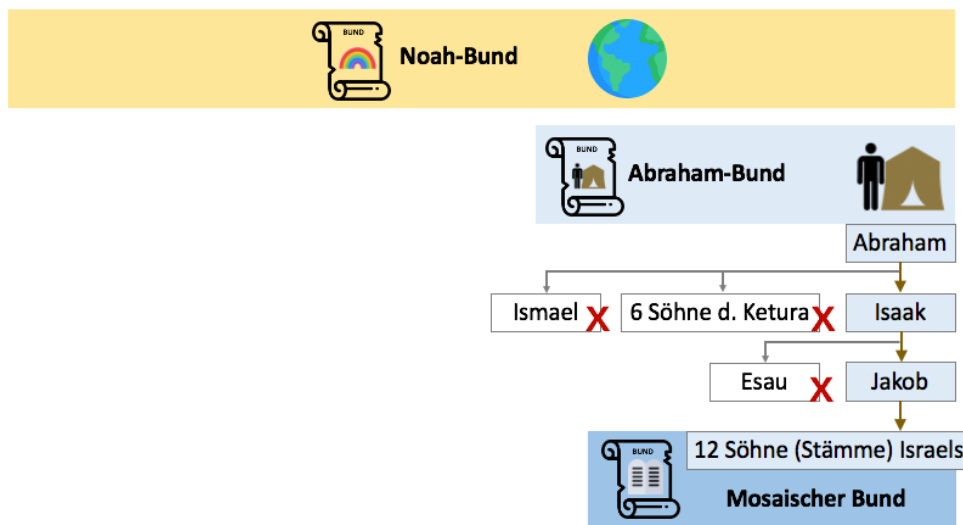 BUND
Noah-Bund
BUND
Abraham-Bund
Abraham
Ismael X
6 Söhne d. Ketura X
Isaak
Esau X
Jakob
BUND
12 Söhne (Stämme) Israels
Mosaischer Bund